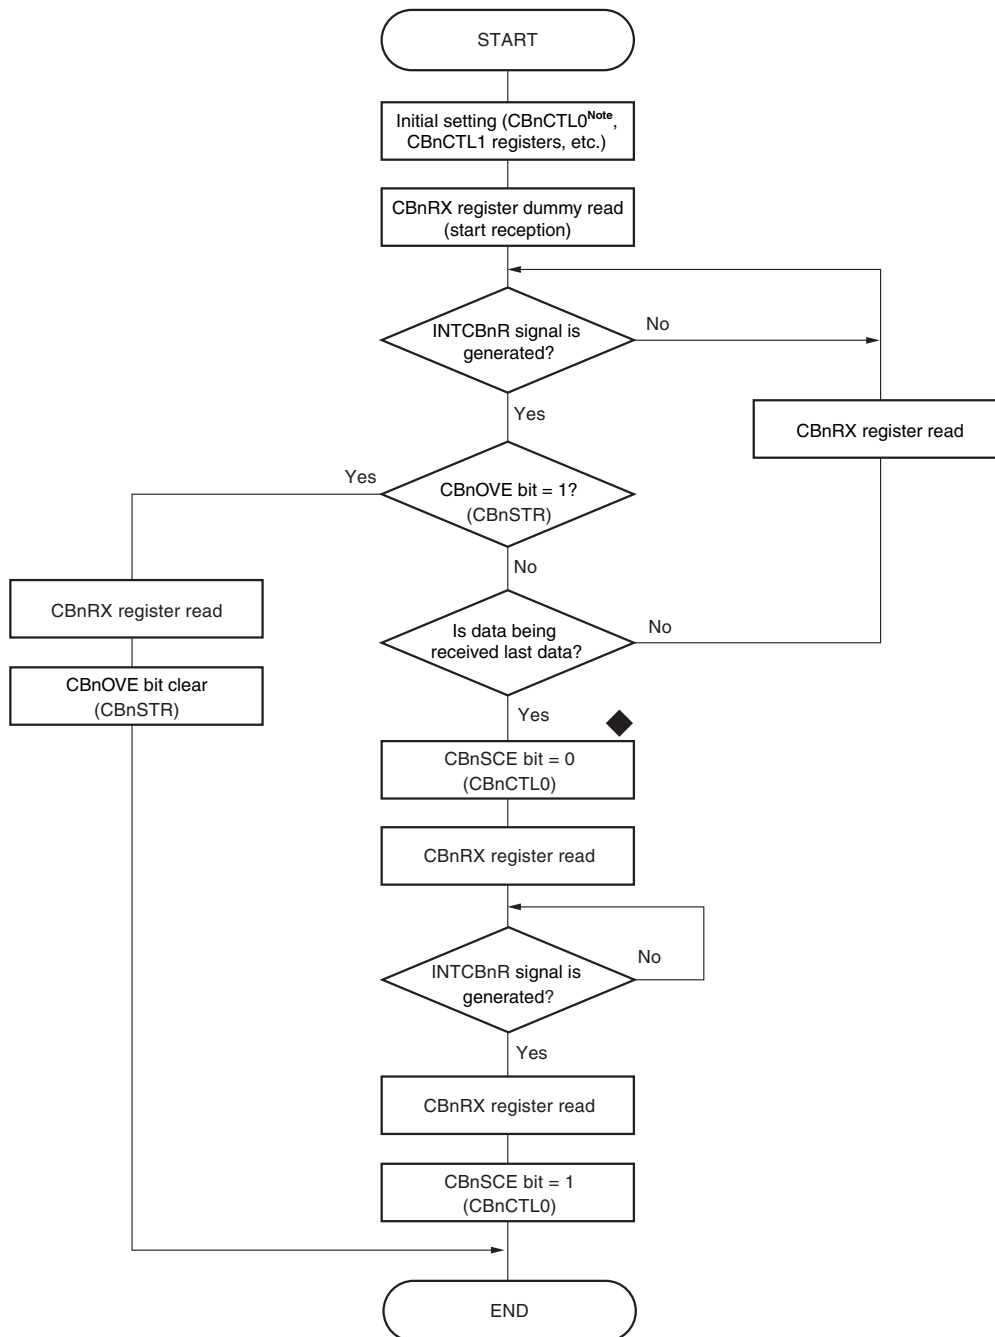 START
Initial setting (CBnCTL0Note,
CBnCTL1 registers, etc.)
CBnRX register dummy read
(start reception)
INTCBnR signal is
generated?
No
Yes
CBnRX register read
Yes
CBnOVE bit = 1?
(CBnSTR)
No
CBnRX register read
CBnOVE bit clear
(CBnSTR)
Is data being
received last data?
No
Yes
CBnSCE bit = 0
(CBnCTL0)
CBnRX register read
INTCBnR signal is
generated?
No
Yes
CBnRX register read
CBnSCE bit = 1
(CBnCTL0)
END